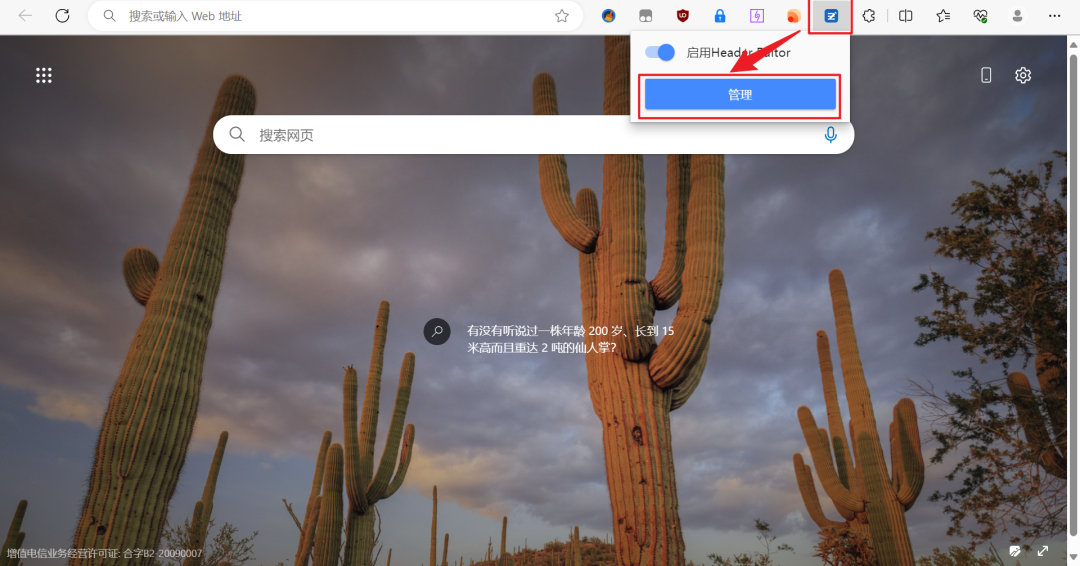 搜索或输入 Web 地址
启用Header Editor
管理
搜索网页
有没有听说过一株年龄 200 岁、长到 15
米高而且重达 2 吨的仙人掌?
增值电信业务经营许可证: 合字B2-20090007